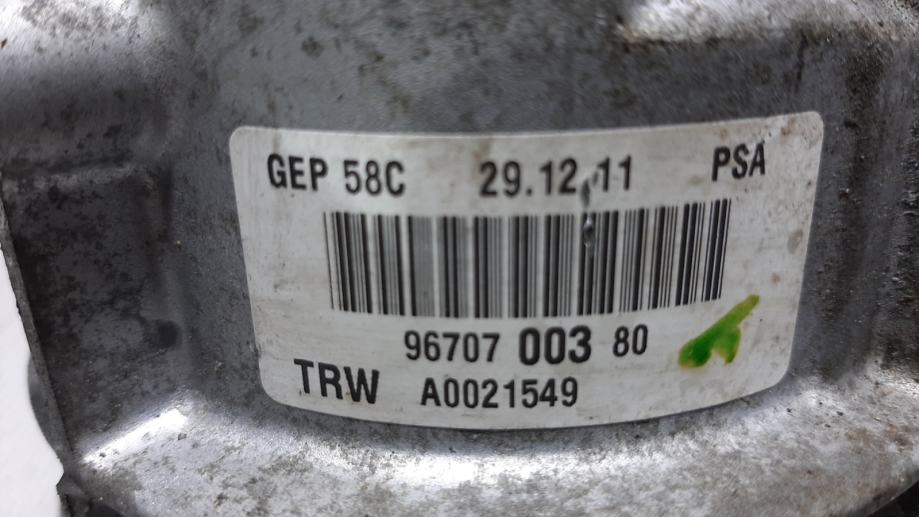 GEP 58C 29.12.11 PSA
96707 003 80
TRW A0021549